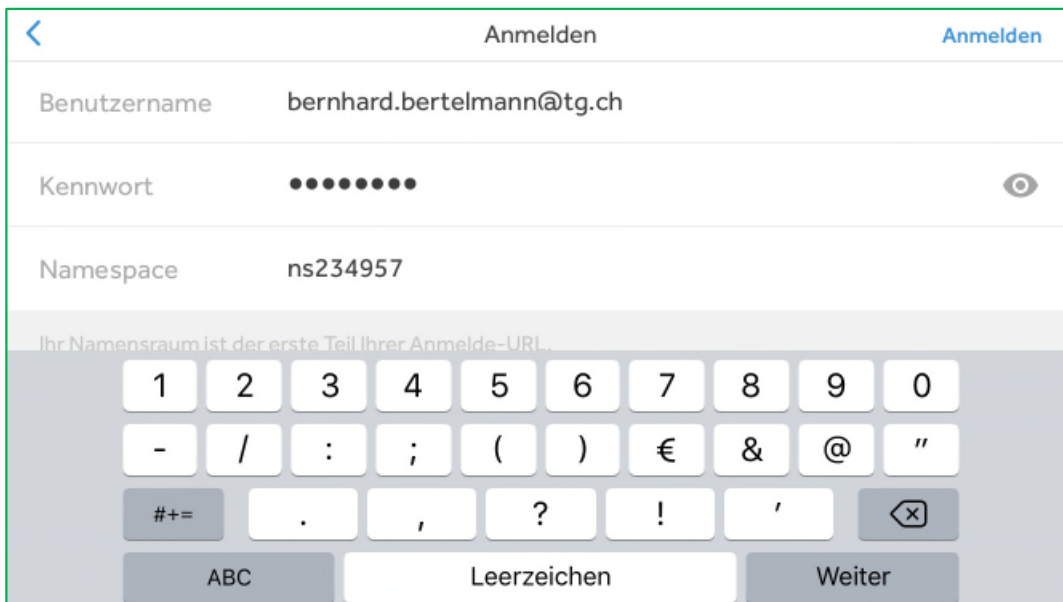 Anmelden Anmelden
Benutzername bernhard.bertelmann@tg.ch
Kennwort ●●●●●●●●
Namespace ns234957
Ihr Namensraum ist der erste Teil Ihrer Anmelde-URL.
1 2 3 4 5 6 7 8 9 0
- / : ; ( ) € & @ "
#+= . , ? ! '
ABC Leerzeichen Weiter